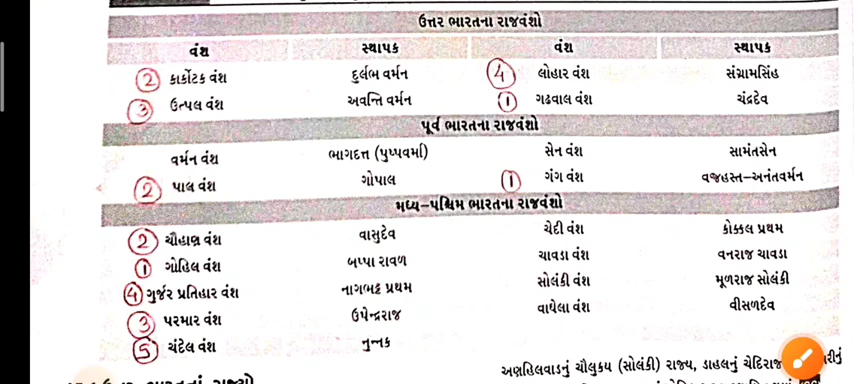 ઉત્તર ભારતના રાજવંશો
વંશ સ્થાપક વંશ સ્થાપક
② કાર્કોટક વંશ દુર્લભ વર્મન ④ લોહાર વંશ સંગ્રામસિંહ
③ ઉત્પલ વંશ અવન્તિ વર્મન ① ગઢવાલ વંશ ચંદ્રદેવ
પૂર્વ ભારતના રાજવંશો
વર્મન વંશ ભાગદત્ત (પુષ્પવર્મા) સેન વંશ સામંતસેન
② પાલ વંશ ગોપાલ ① ગંગ વંશ વજહસ્ત-અનંતવર્મન
મધ્ય-પશ્ચિમ ભારતના રાજવંશો
② ચૌહાણ વંશ વાસુદેવ ચેદી વંશ કોક્કલ પ્રથમ
① ગોહિલ વંશ બપ્પા રાવળ ચાવડા વંશ વનરાજ ચાવડા
④ ગુર્જર પ્રતિહાર વંશ નાગભટ્ટ પ્રથમ સોલંકી વંશ મૂળરાજ સોલંકી
③ પરમાર વંશ ઉપેન્દ્રરાજ વાઘેલા વંશ વીસળદેવ
⑤ ચંદેલ વંશ નુન્નક
અણહિલવાડનું ચૌલુક્ય (સોલંકી) રાજ્ય, ડાહલનું ચેદિરાજ